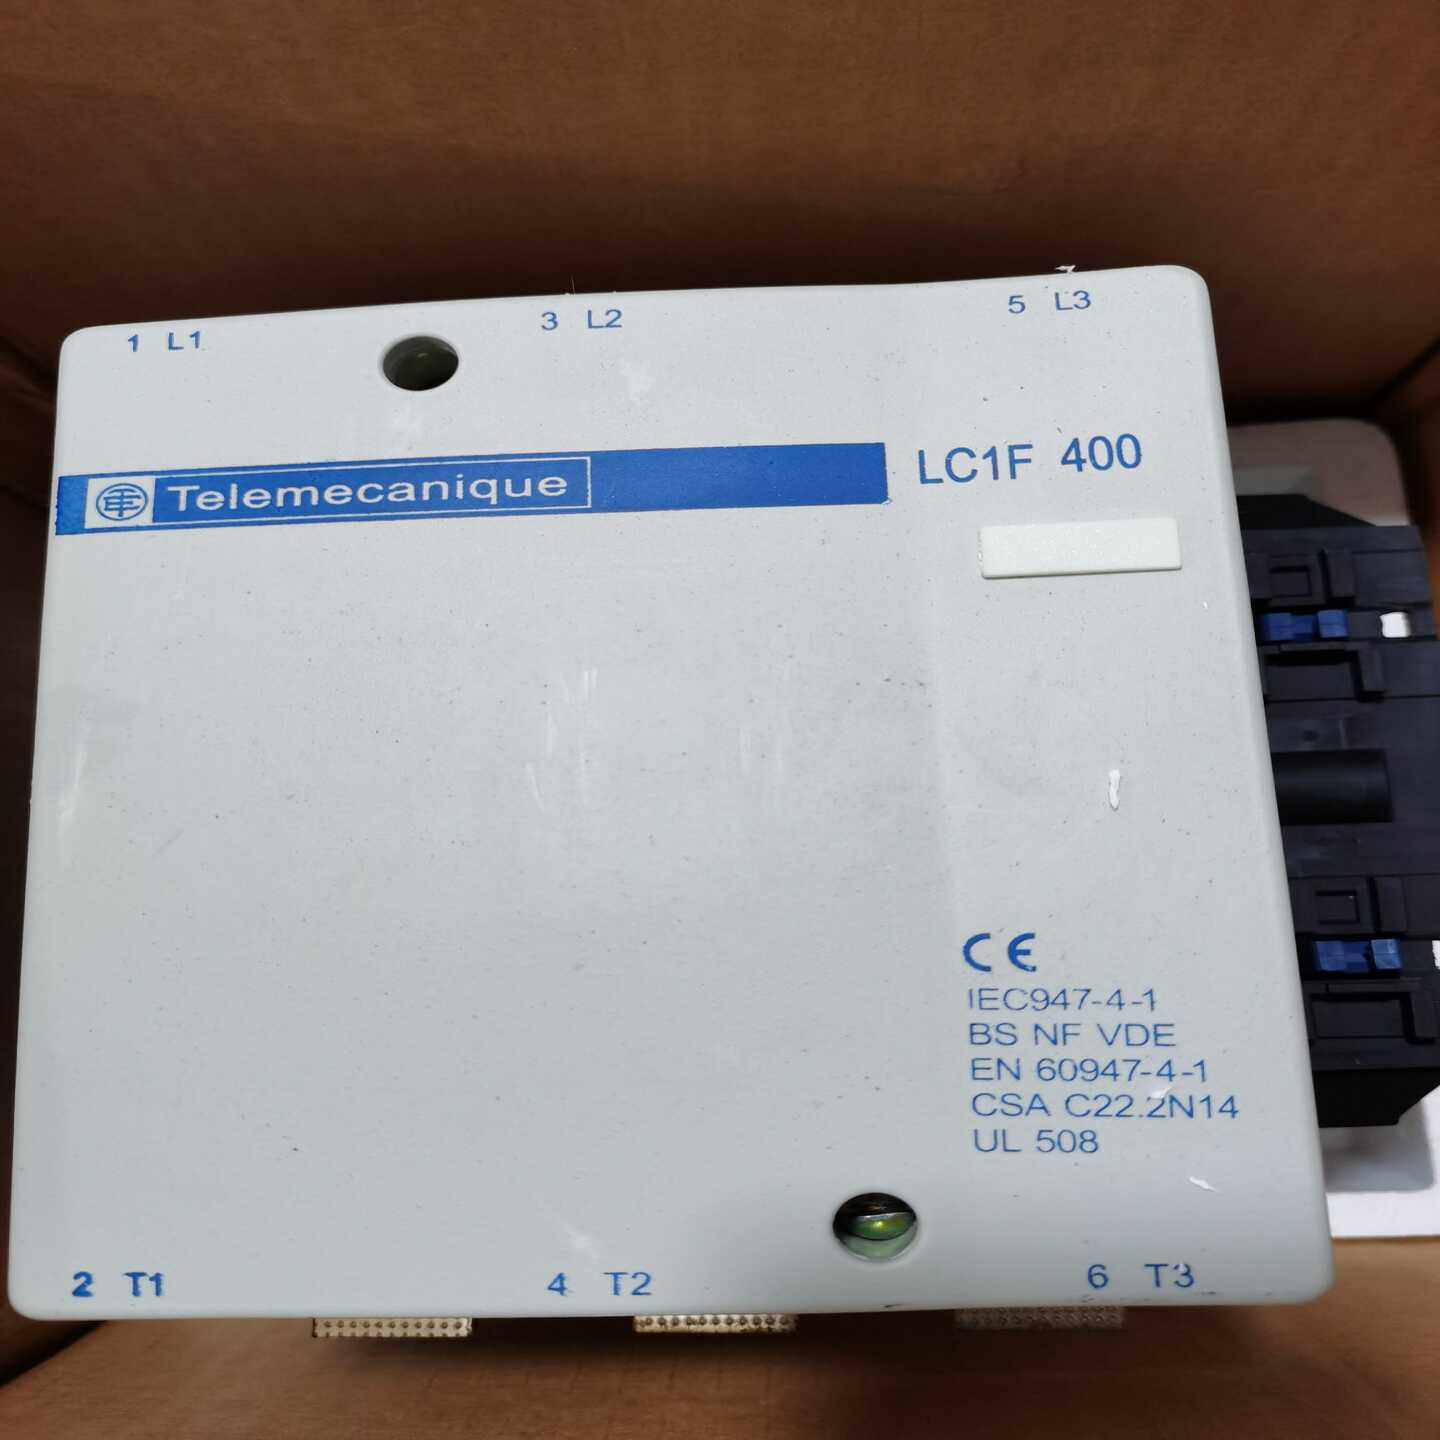 1 L1
3 L2
5 L3
Telemecanique
LC1F 400
CE
IEC947-4-1
BS NF VDE
EN 60947-4-1
CSA C22.2N14
UL 508
2 T1
4 T2
6 T3